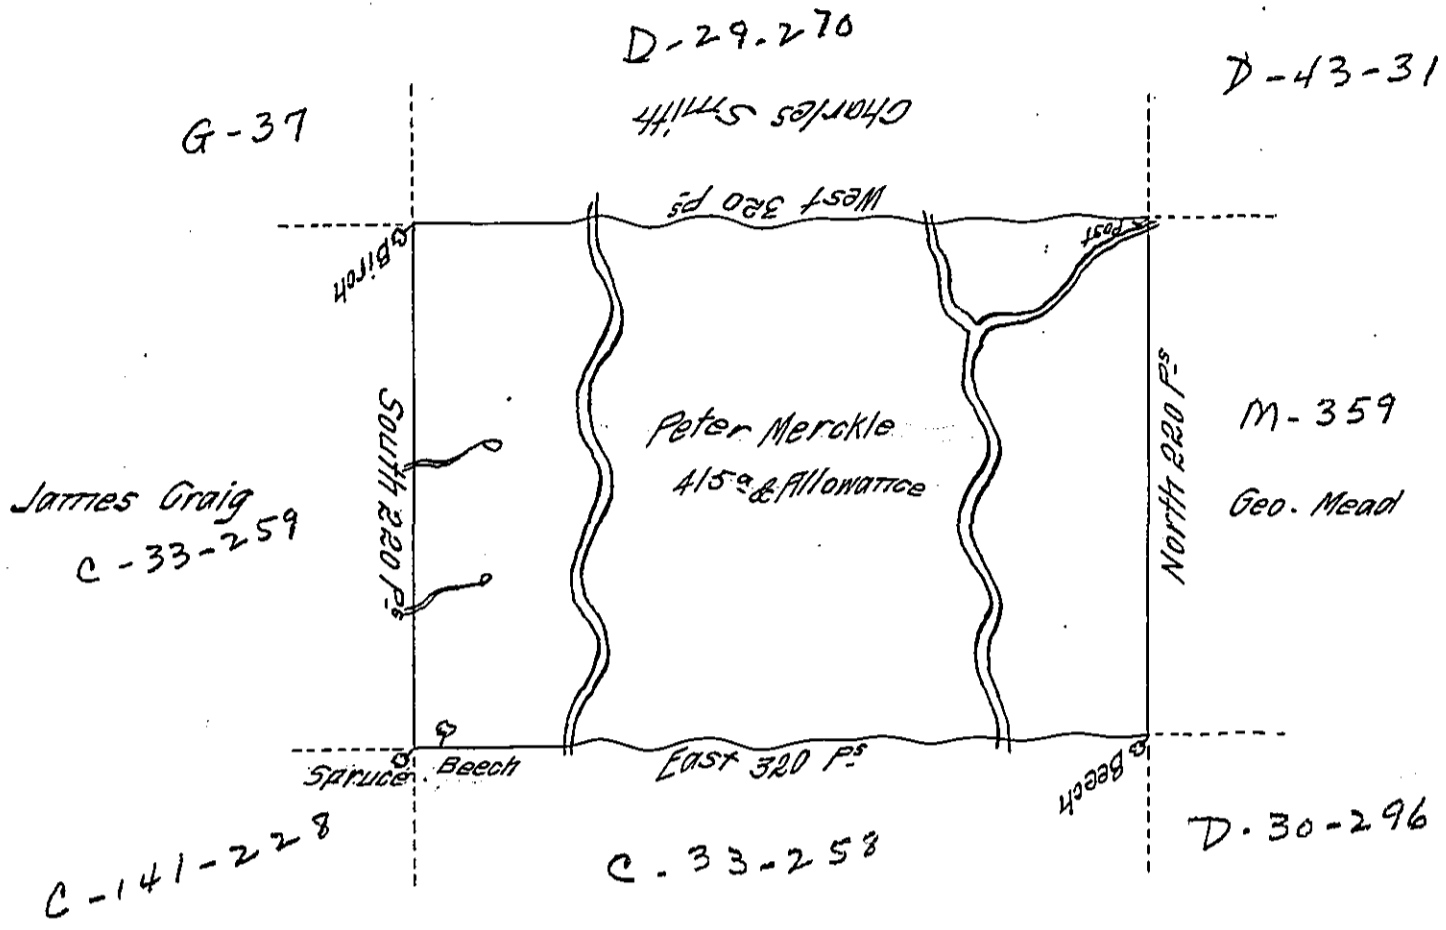 D-29-270
D-43-31
G-37
Charles Smith
West 320 Ps
Post
Birch
South 220 Ps
North 220 Ps
Peter Merckle
415a & Allowance
M-359
Geo. Mead
James Craig
C-33-259
Spruce
Beech
East 320 Ps
Beech
C-141-228
C-33-258
D-30-296